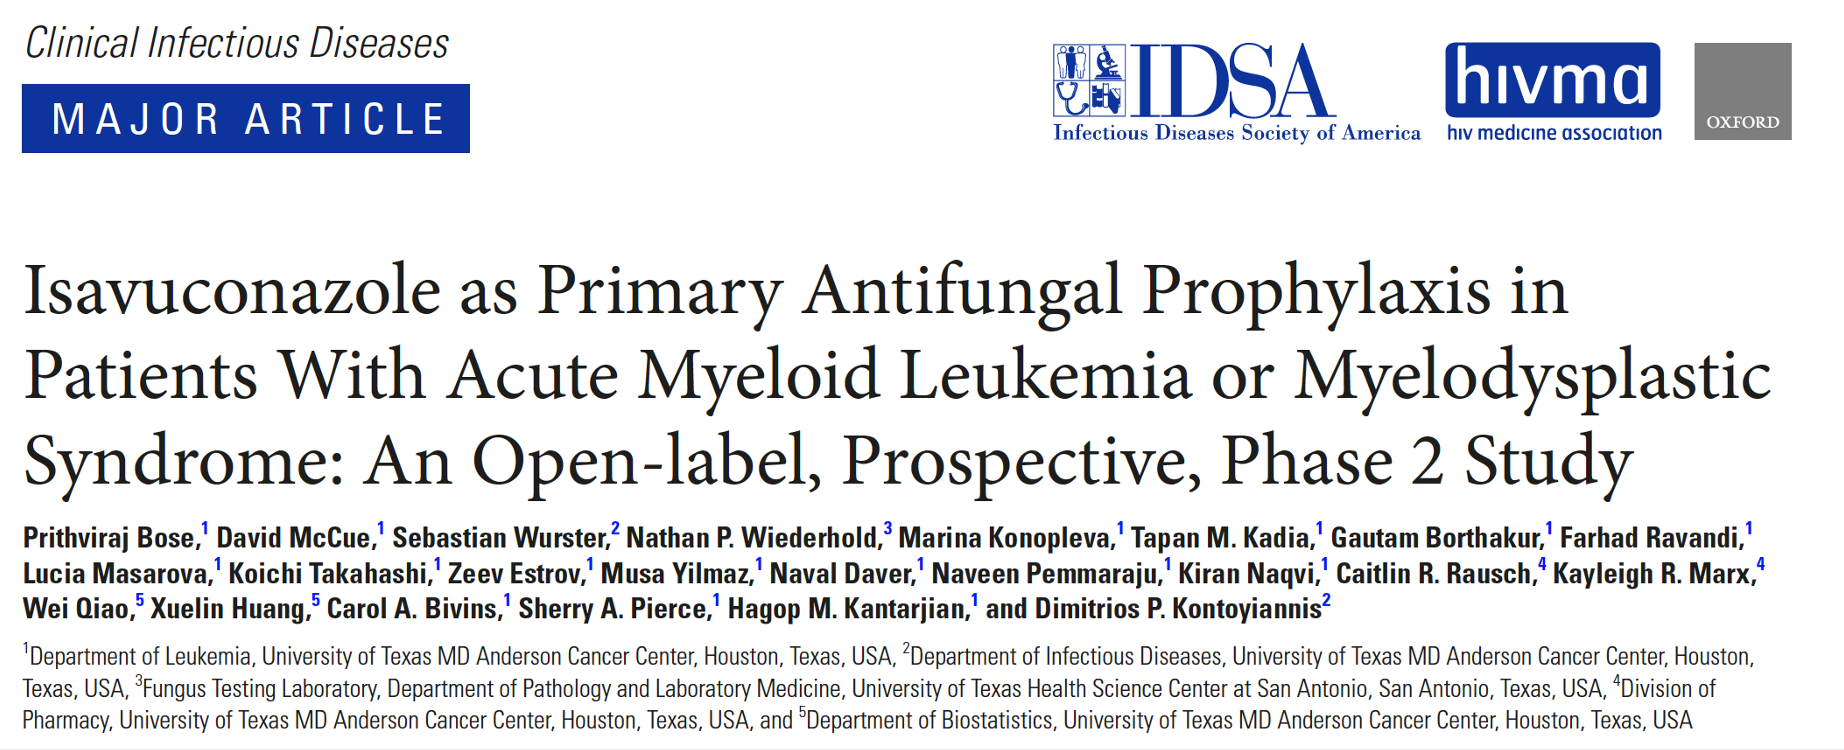 Clinical Infectious Diseases
MAJOR ARTICLE
IDSA
Infectious Diseases Society of America
hivma
hiv medicine association
OXFORD
Isavuconazole as Primary Antifungal Prophylaxis in
Patients With Acute Myeloid Leukemia or Myelodysplastic
Syndrome: An Open-label, Prospective, Phase 2 Study
Prithviraj Bose,1 David McCue,1 Sebastian Wurster,2 Nathan P. Wiederhold,3 Marina Konopleva,1 Tapan M. Kadia,1 Gautam Borthakur,1 Farhad Ravandi,1
Lucia Masarova,1 Koichi Takahashi,1 Zeev Estrov,1 Musa Yilmaz,1 Naval Daver,1 Naveen Pemmaraju,1 Kiran Naqvi,1 Caitlin R. Rausch,4 Kayleigh R. Marx,4
Wei Qiao,5 Xuelin Huang,5 Carol A. Bivins,1 Sherry A. Pierce,1 Hagop M. Kantarjian,1 and Dimitrios P. Kontoyiannis2
1Department of Leukemia, University of Texas MD Anderson Cancer Center, Houston, Texas, USA, 2Department of Infectious Diseases, University of Texas MD Anderson Cancer Center, Houston,
Texas, USA, 3Fungus Testing Laboratory, Department of Pathology and Laboratory Medicine, University of Texas Health Science Center at San Antonio, San Antonio, Texas, USA, 4Division of
Pharmacy, University of Texas MD Anderson Cancer Center, Houston, Texas, USA, and 5Department of Biostatistics, University of Texas MD Anderson Cancer Center, Houston, Texas, USA